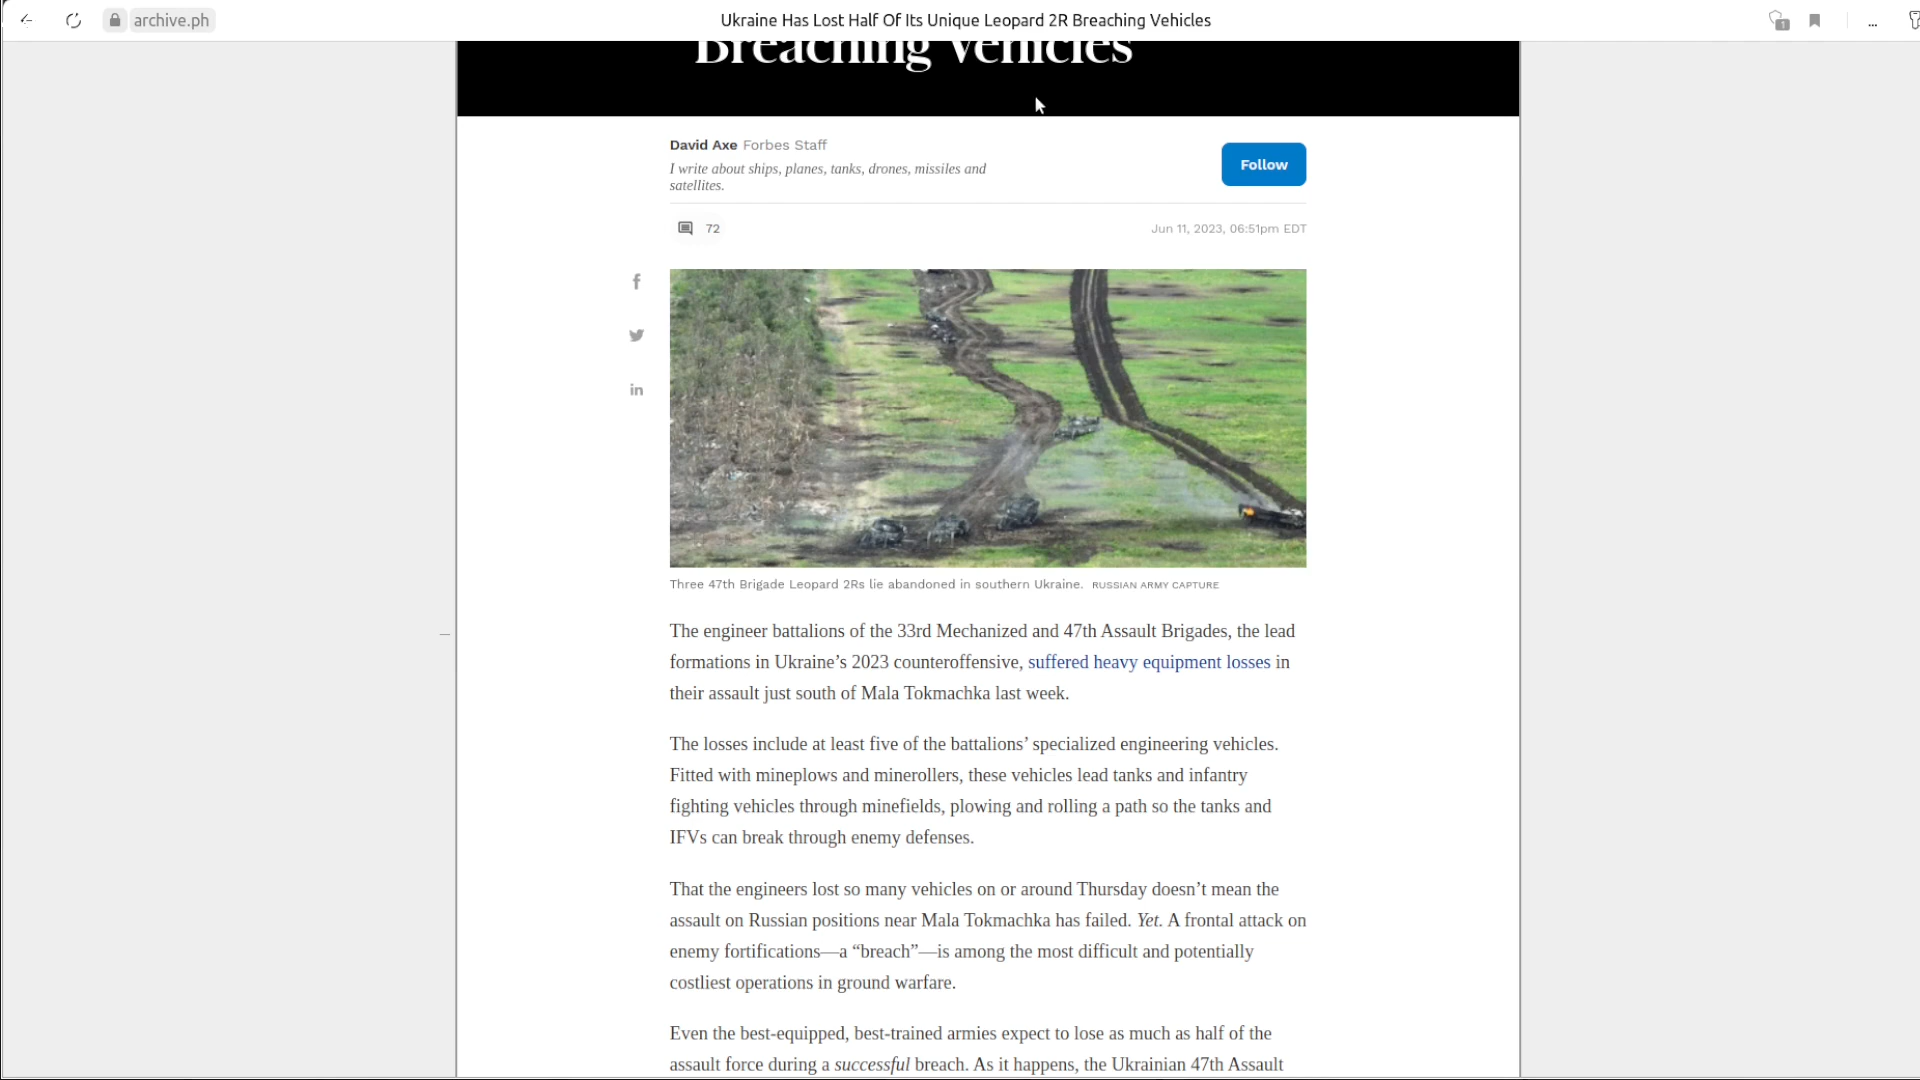 archive.ph
Ukraine Has Lost Half Of Its Unique Leopard 2R Breaching Vehicles
1
...
Breaching Vehicles
David Axe Forbes Staff
I write about ships, planes, tanks, drones, missiles and
satellites.
Follow
72
Jun 11, 2023, 06:51pm EDT
f
in
Three 47th Brigade Leopard 2Rs lie abandoned in southern Ukraine. RUSSIAN ARMY CAPTURE
The engineer battalions of the 33rd Mechanized and 47th Assault Brigades, the lead
formations in Ukraine’s 2023 counteroffensive, suffered heavy equipment losses in
their assault just south of Mala Tokmachka last week.
The losses include at least five of the battalions’ specialized engineering vehicles.
Fitted with mineplows and minerollers, these vehicles lead tanks and infantry
fighting vehicles through minefields, plowing and rolling a path so the tanks and
IFVs can break through enemy defenses.
That the engineers lost so many vehicles on or around Thursday doesn’t mean the
assault on Russian positions near Mala Tokmachka has failed. Yet. A frontal attack on
enemy fortifications—a “breach”—is among the most difficult and potentially
costliest operations in ground warfare.
Even the best-equipped, best-trained armies expect to lose as much as half of the
assault force during a successful breach. As it happens, the Ukrainian 47th Assault